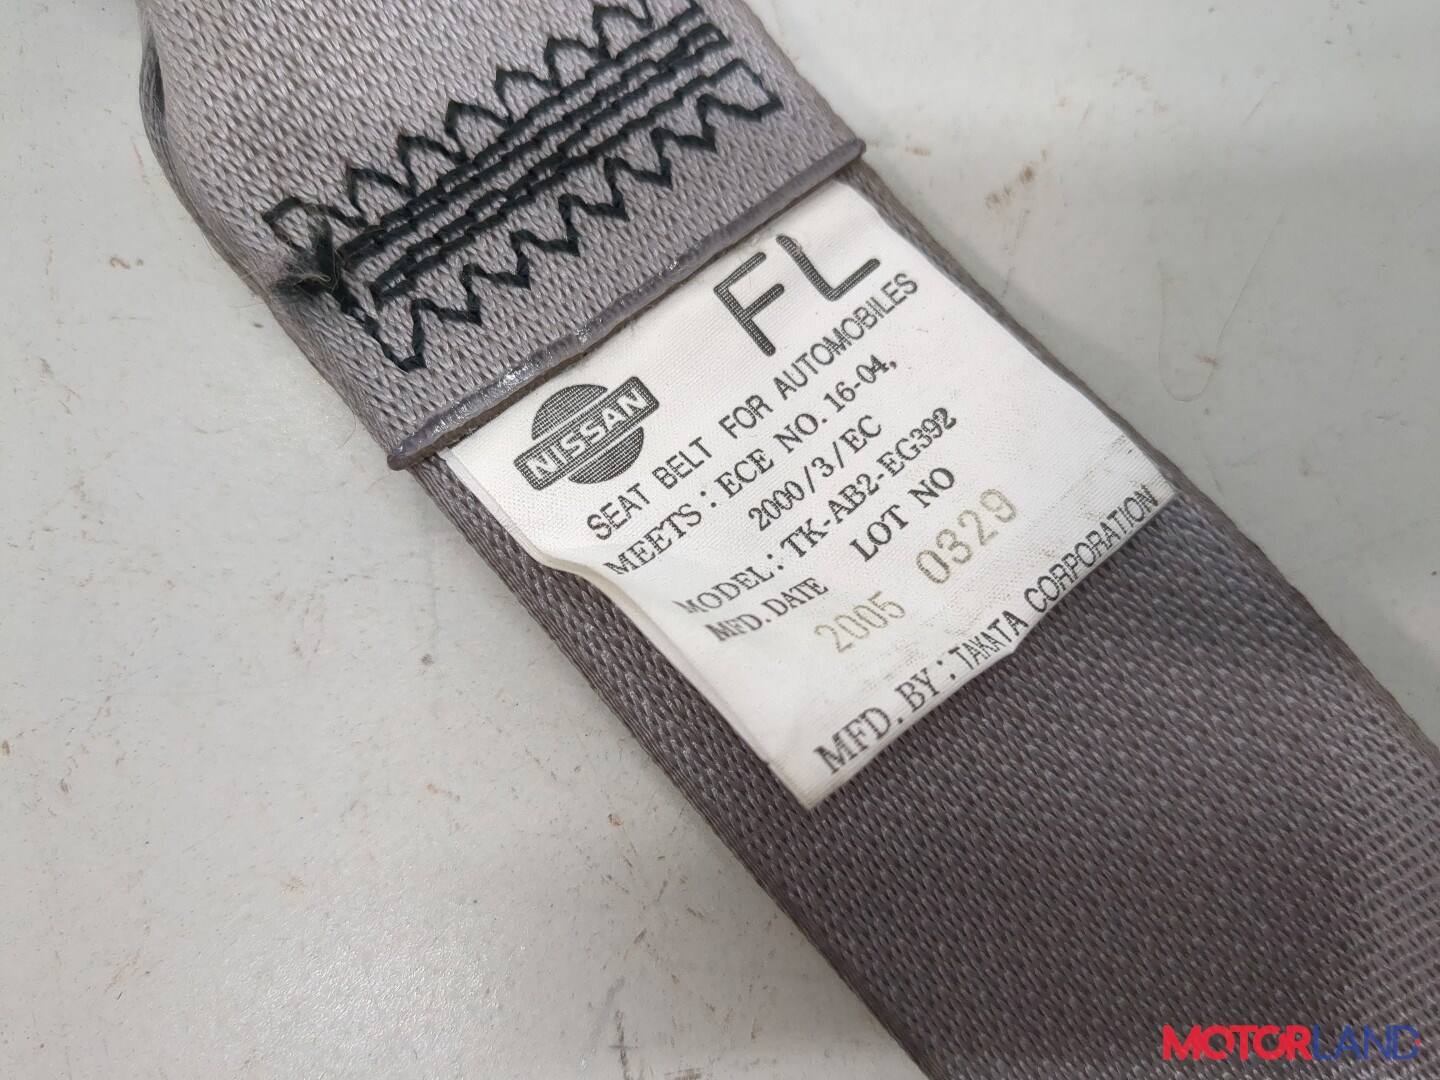 FL
NISSAN
SEAT BELT FOR AUTOMOBILES
MEETS : ECE NO. 16-04,
2000/3/EC
MODEL : TK-AB2-EG392
MFD. DATE LOT NO
2005 0329
MFD. BY : TAKATA CORPORATION
MOTORLAND